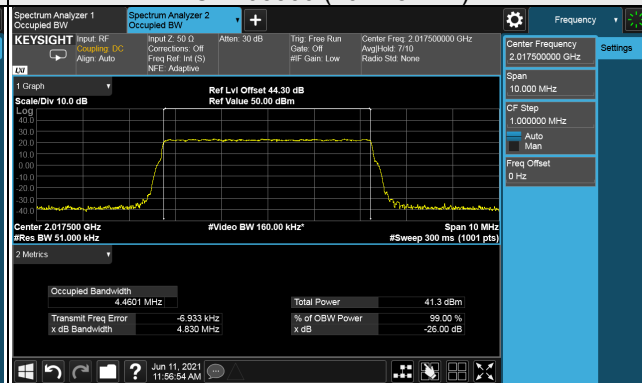 Spectrum Analyzer 1
Occupied BW
Spectrum Analyzer 2
Occupied BW
+
Frequency
KEYSIGHT
LXI
Input: RF
Coupling: DC
Align: Auto
Input Z: 50 Ω
Corrections: Off
Freq Ref: Int (S)
NFE: Adaptive
Atten: 30 dB
Trig: Free Run
Gate: Off
#IF Gain: Low
Center Freq: 2.017500000 GHz
Avg|Hold: 7/10
Radio Std: None
Center Frequency
2.017500000 GHz
Settings
Span
10.000 MHz
CF Step
1.000000 MHz
Auto
Man
Freq Offset
0 Hz
1 Graph
Scale/Div 10.0 dB
Ref Lvl Offset 44.30 dB
Ref Value 50.00 dBm
Log
40.0
30.0
20.0
10.0
0.00
-10.0
-20.0
-30.0
-40.0
Center 2.017500 GHz
#Res BW 51.000 kHz
#Video BW 160.00 kHz*
Span 10 MHz
#Sweep 300 ms (1001 pts)
2 Metrics
Occupied Bandwidth
4.4601 MHz
Total Power 41.3 dBm
Transmit Freq Error -6.933 kHz
% of OBW Power 99.00 %
x dB Bandwidth 4.830 MHz
x dB -26.00 dB
?
Jun 11, 2021
11:56:54 AM